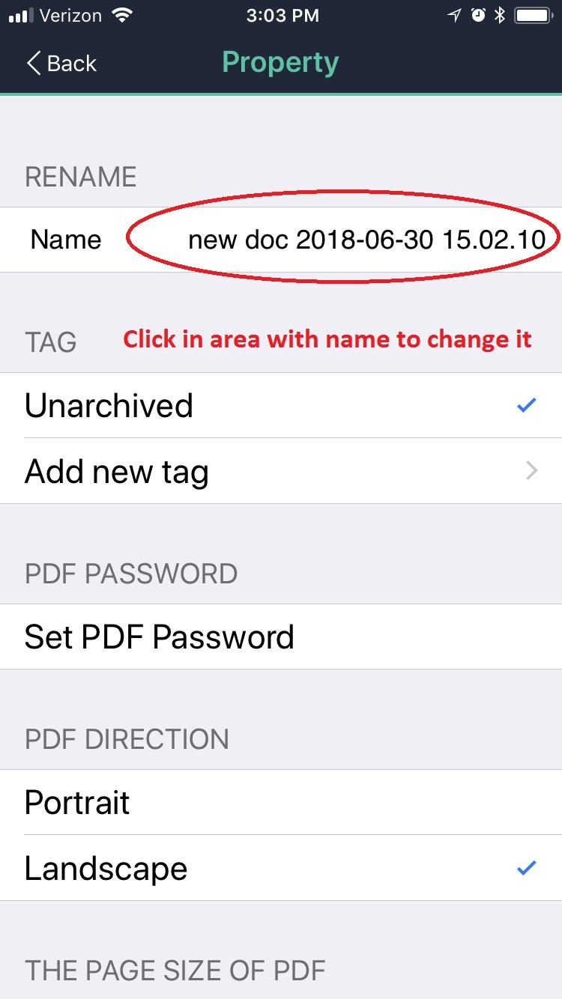 Verizon 3:03 PM
Back Property
RENAME
Name new doc 2018-06-30 15.02.10
TAG Click in area with name to change it
Unarchived
Add new tag
PDF PASSWORD
Set PDF Password
PDF DIRECTION
Portrait
Landscape
THE PAGE SIZE OF PDF